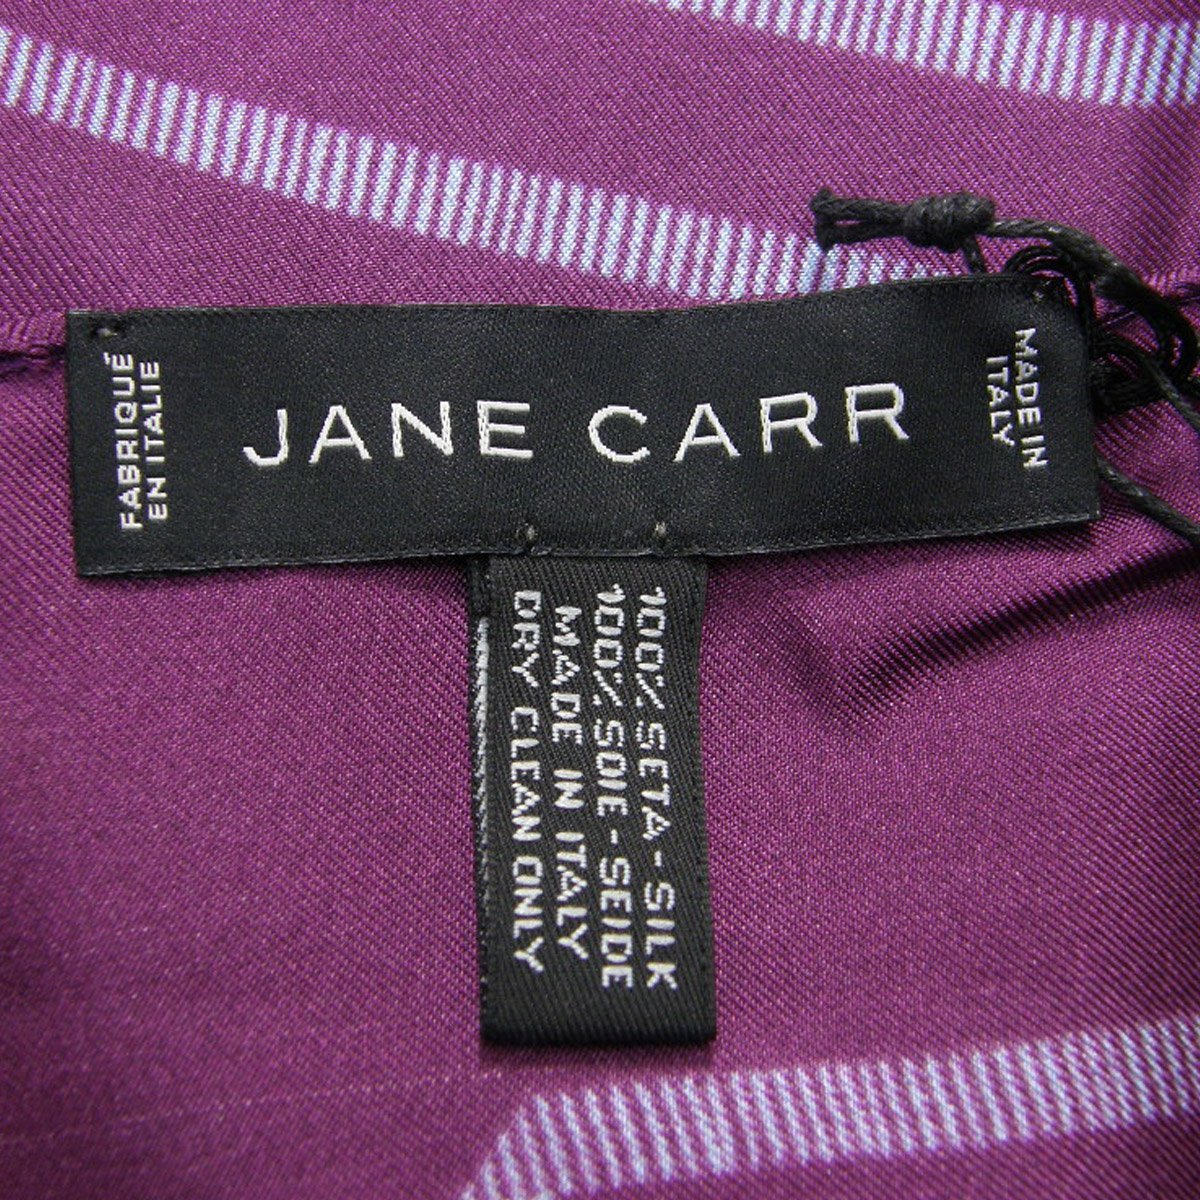 FABRIQUÉ
EN ITALIE
JANE CARR
MADE IN
ITALY
100% SETA - SILK
100% SOIE - SEIDE
MADE IN ITALY
DRY CLEAN ONLY